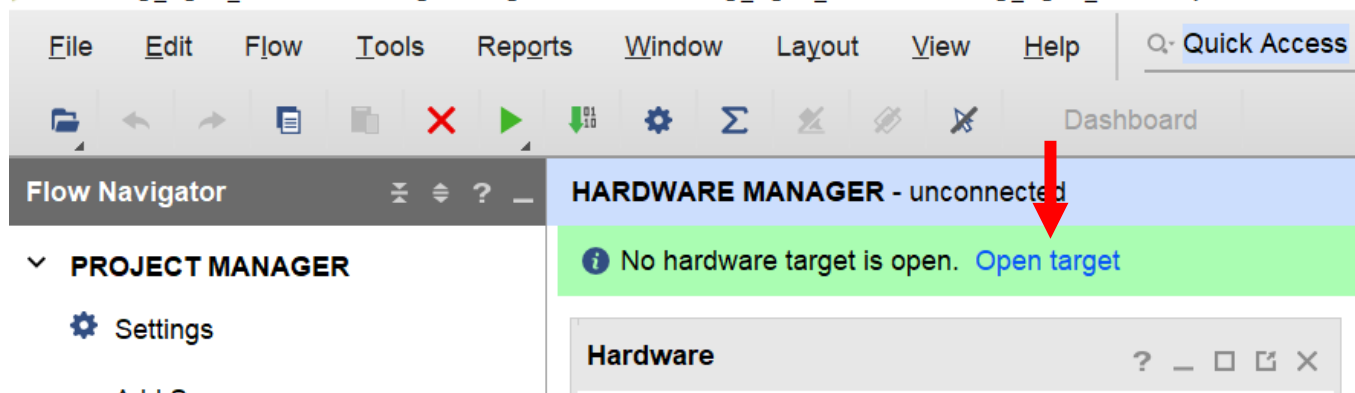 File Edit Flow Tools Reports Window Layout View Help Quick Access
Dashboard
Flow Navigator ? HARDWARE MANAGER - unconnected
PROJECT MANAGER
No hardware target is open. Open target
Settings
Hardware ?